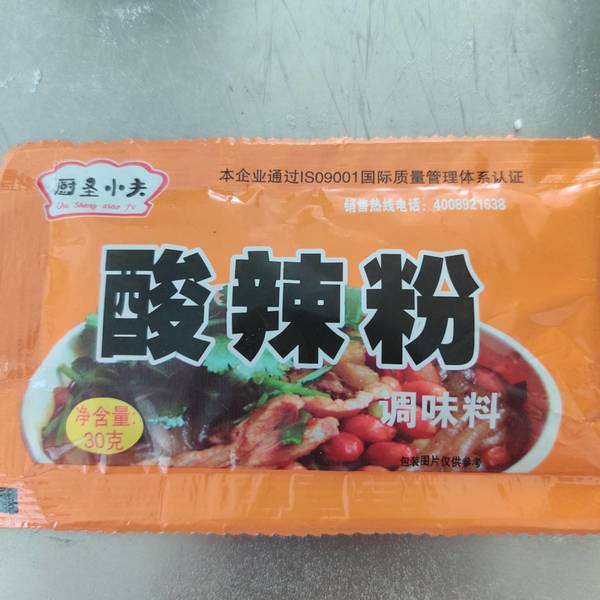 厨圣小夫
Chu Sheng xiao fu
本企业通过ISO9001国际质量管理体系认证
销售热线电话：4008921638
酸辣粉
调味料
净含量:
30克
包装图片仅供参考